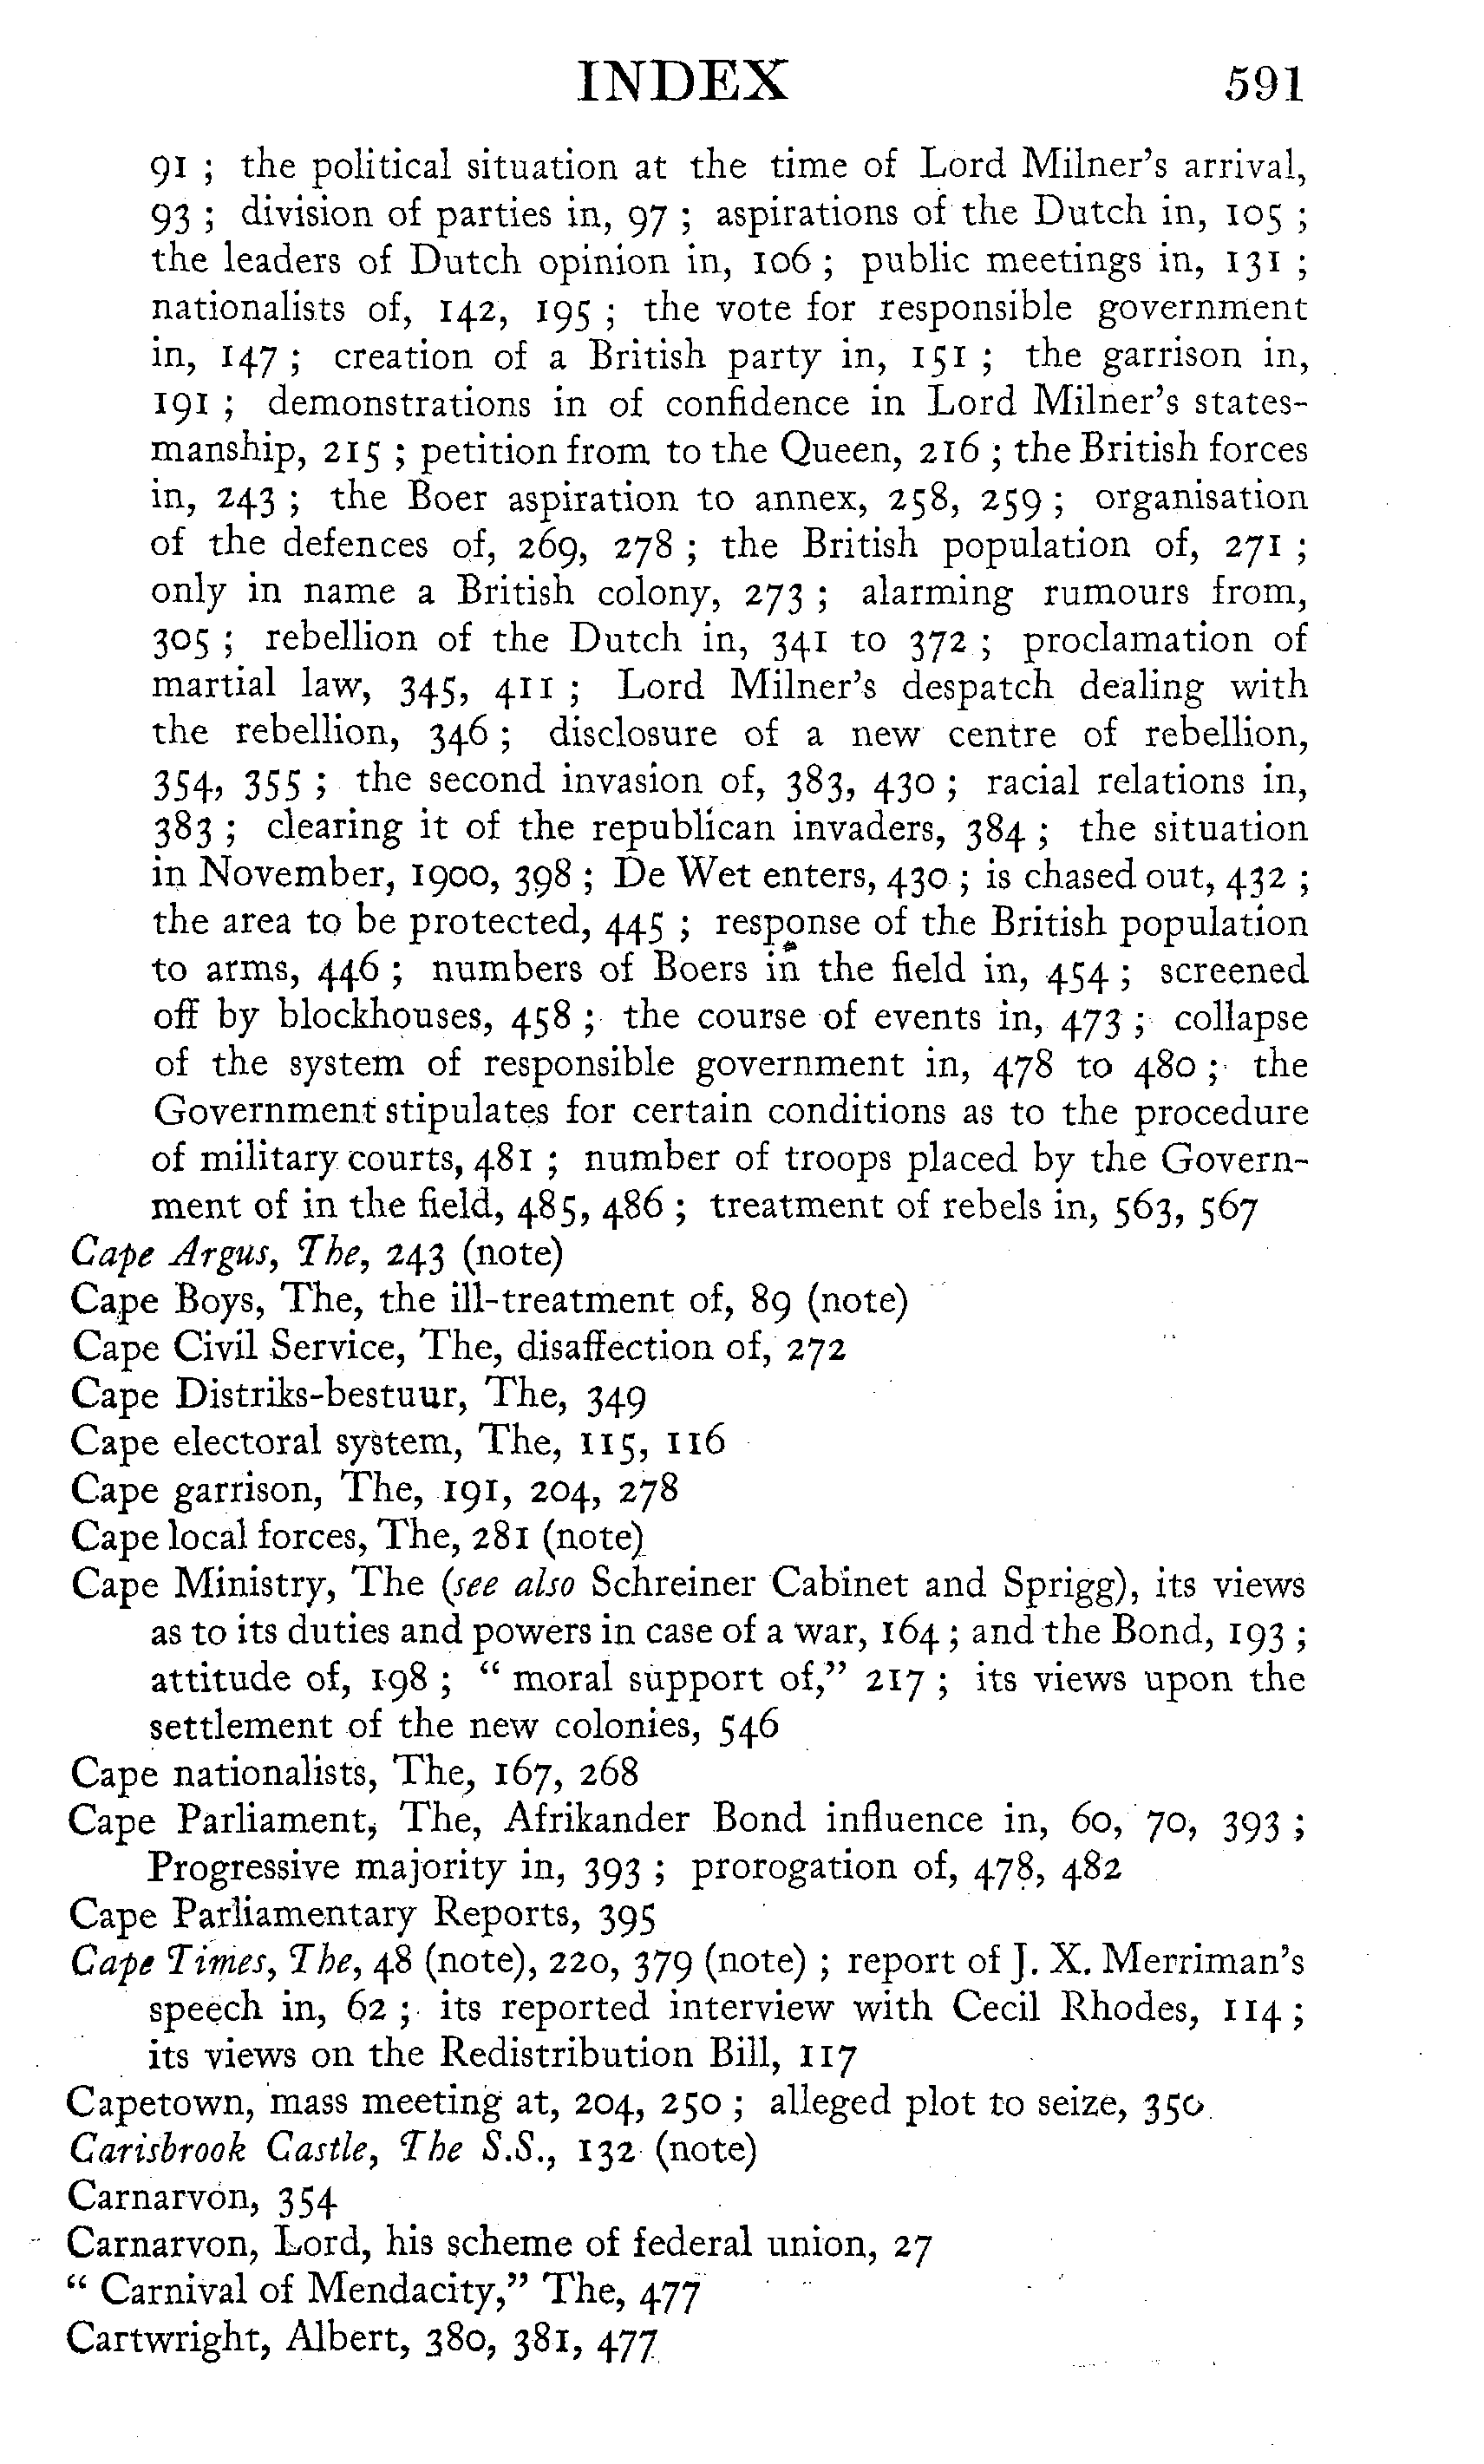 INDEX 591
91 ; the political situation at the time of Lord Milner's arrival,
93 ; division of parties in, 97 ; aspirations of the Dutch in, 105 ;
the leaders of Dutch opinion in, 106 ; public meetings in, 131 ;
nationalists of, 142, 195 ; the vote for responsible government
in, 147 ; creation of a British party in, 151 ; the garrison in,
191 ; demonstrations in of confidence in Lord Milner's states-
manship, 215 ; petition from to the Queen, 216 ; the British forces
in, 243 ; the Boer aspiration to annex, 258, 259 ; organisation
of the defences of, 269, 278 ; the British population of, 271 ;
only in name a British colony, 273 ; alarming rumours from,
305 ; rebellion of the Dutch in, 341 to 372 ; proclamation of
martial law, 345, 411 ; Lord Milner's despatch dealing with
the rebellion, 346 ; disclosure of a new centre of rebellion,
354, 355 ; the second invasion of, 383, 430 ; racial relations in,
383 ; clearing it of the republican invaders, 384 ; the situation
in November, 1900, 398 ; De Wet enters, 430 ; is chased out, 432 ;
the area to be protected, 445 ; response of the British population
to arms, 446 ; numbers of Boers in the field in, 454 ; screened
off by blockhouses, 458 ; the course of events in, 473 ; collapse
of the system of responsible government in, 478 to 480 ; the
Government stipulates for certain conditions as to the procedure
of military courts, 481 ; number of troops placed by the Govern-
ment of in the field, 485, 486 ; treatment of rebels in, 563, 567
Cape Argus, The, 243 (note)
Cape Boys, The, the ill-treatment of, 89 (note)
Cape Civil Service, The, disaffection of, 272
Cape Distriks-bestuur, The, 349
Cape electoral system, The, 115, 116
Cape garrison, The, 191, 204, 278
Cape local forces, The, 281 (note)
Cape Ministry, The (see also Schreiner Cabinet and Sprigg), its views
as to its duties and powers in case of a war, 164 ; and the Bond, 193 ;
attitude of, 198 ; " moral support of," 217 ; its views upon the
settlement of the new colonies, 546
Cape nationalists, The, 167, 268
Cape Parliament, The, Afrikander Bond influence in, 60, 70, 393 ;
Progressive majority in, 393 ; prorogation of, 478, 482
Cape Parliamentary Reports, 395
Cape Times, The, 48 (note), 220, 379 (note) ; report of J. X. Merriman's
speech in, 62 ; its reported interview with Cecil Rhodes, 114 ;
its views on the Redistribution Bill, 117
Capetown, mass meeting at, 204, 250 ; alleged plot to seize, 350
Carisbrook Castle, The S.S., 132 (note)
Carnarvon, 354
Carnarvon, Lord, his scheme of federal union, 27
" Carnival of Mendacity," The, 477
Cartwright, Albert, 380, 381, 477